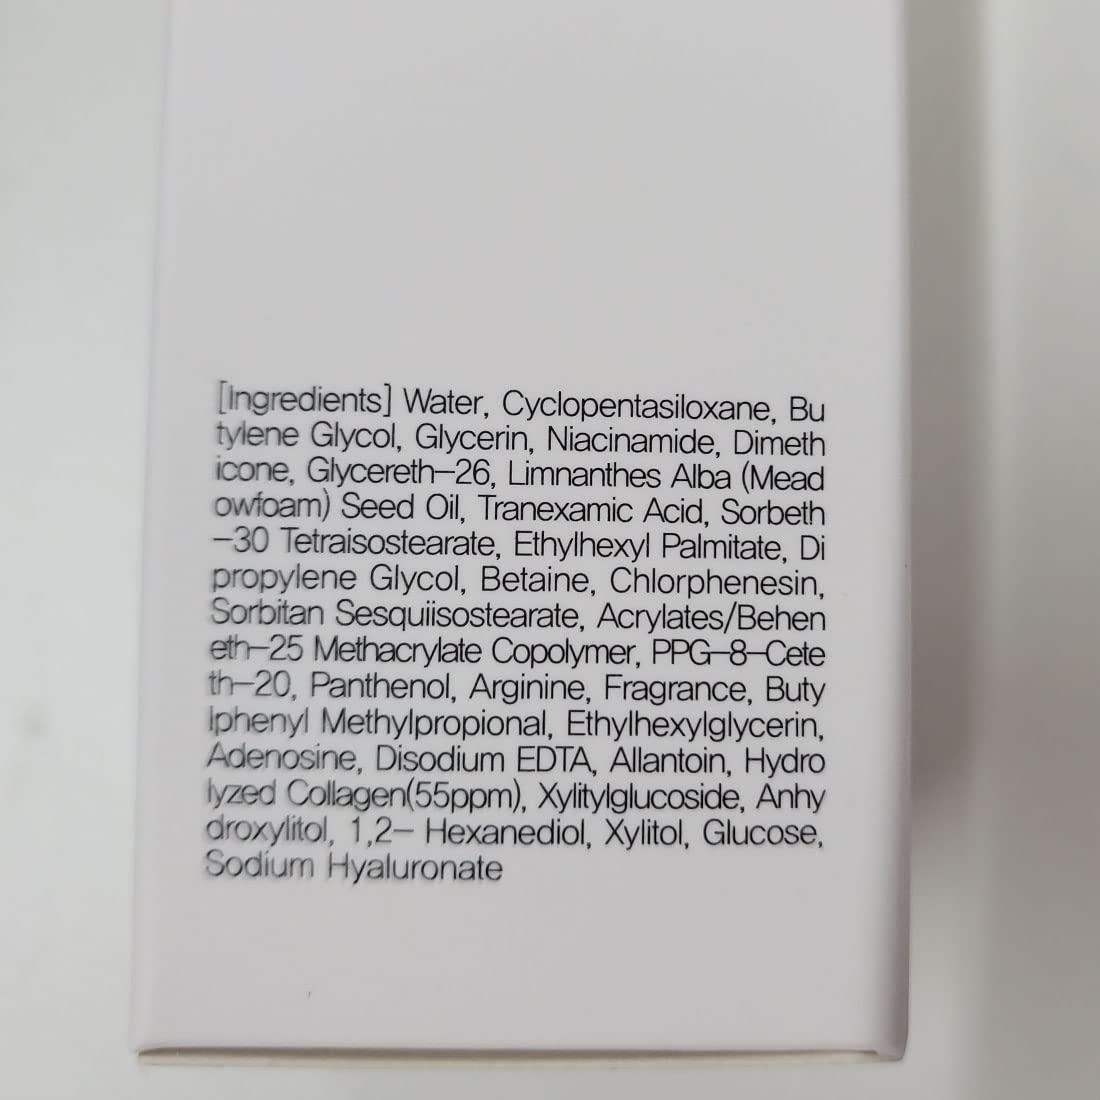 [Ingredients] Water, Cyclopentasiloxane, Bu
tylene Glycol, Glycerin, Niacinamide, Dimeth
icone, Glycereth-26, Limnanthes Alba (Mead
owfoam) Seed Oil, Tranexamic Acid, Sorbeth
-30 Tetraisostearate, Ethylhexyl Palmitate, Di
propylene Glycol, Betaine, Chlorphenesin,
Sorbitan Sesquiisostearate, Acrylates/Behen
eth-25 Methacrylate Copolymer, PPG-8-Cete
th-20, Panthenol, Arginine, Fragrance, Buty
lphenyl Methylpropional, Ethylhexylglycerin,
Adenosine, Disodium EDTA, Allantoin, Hydro
lyzed Collagen(55ppm), Xylitylglucoside, Anhy
droxylitol, 1,2- Hexanediol, Xylitol, Glucose,
Sodium Hyaluronate